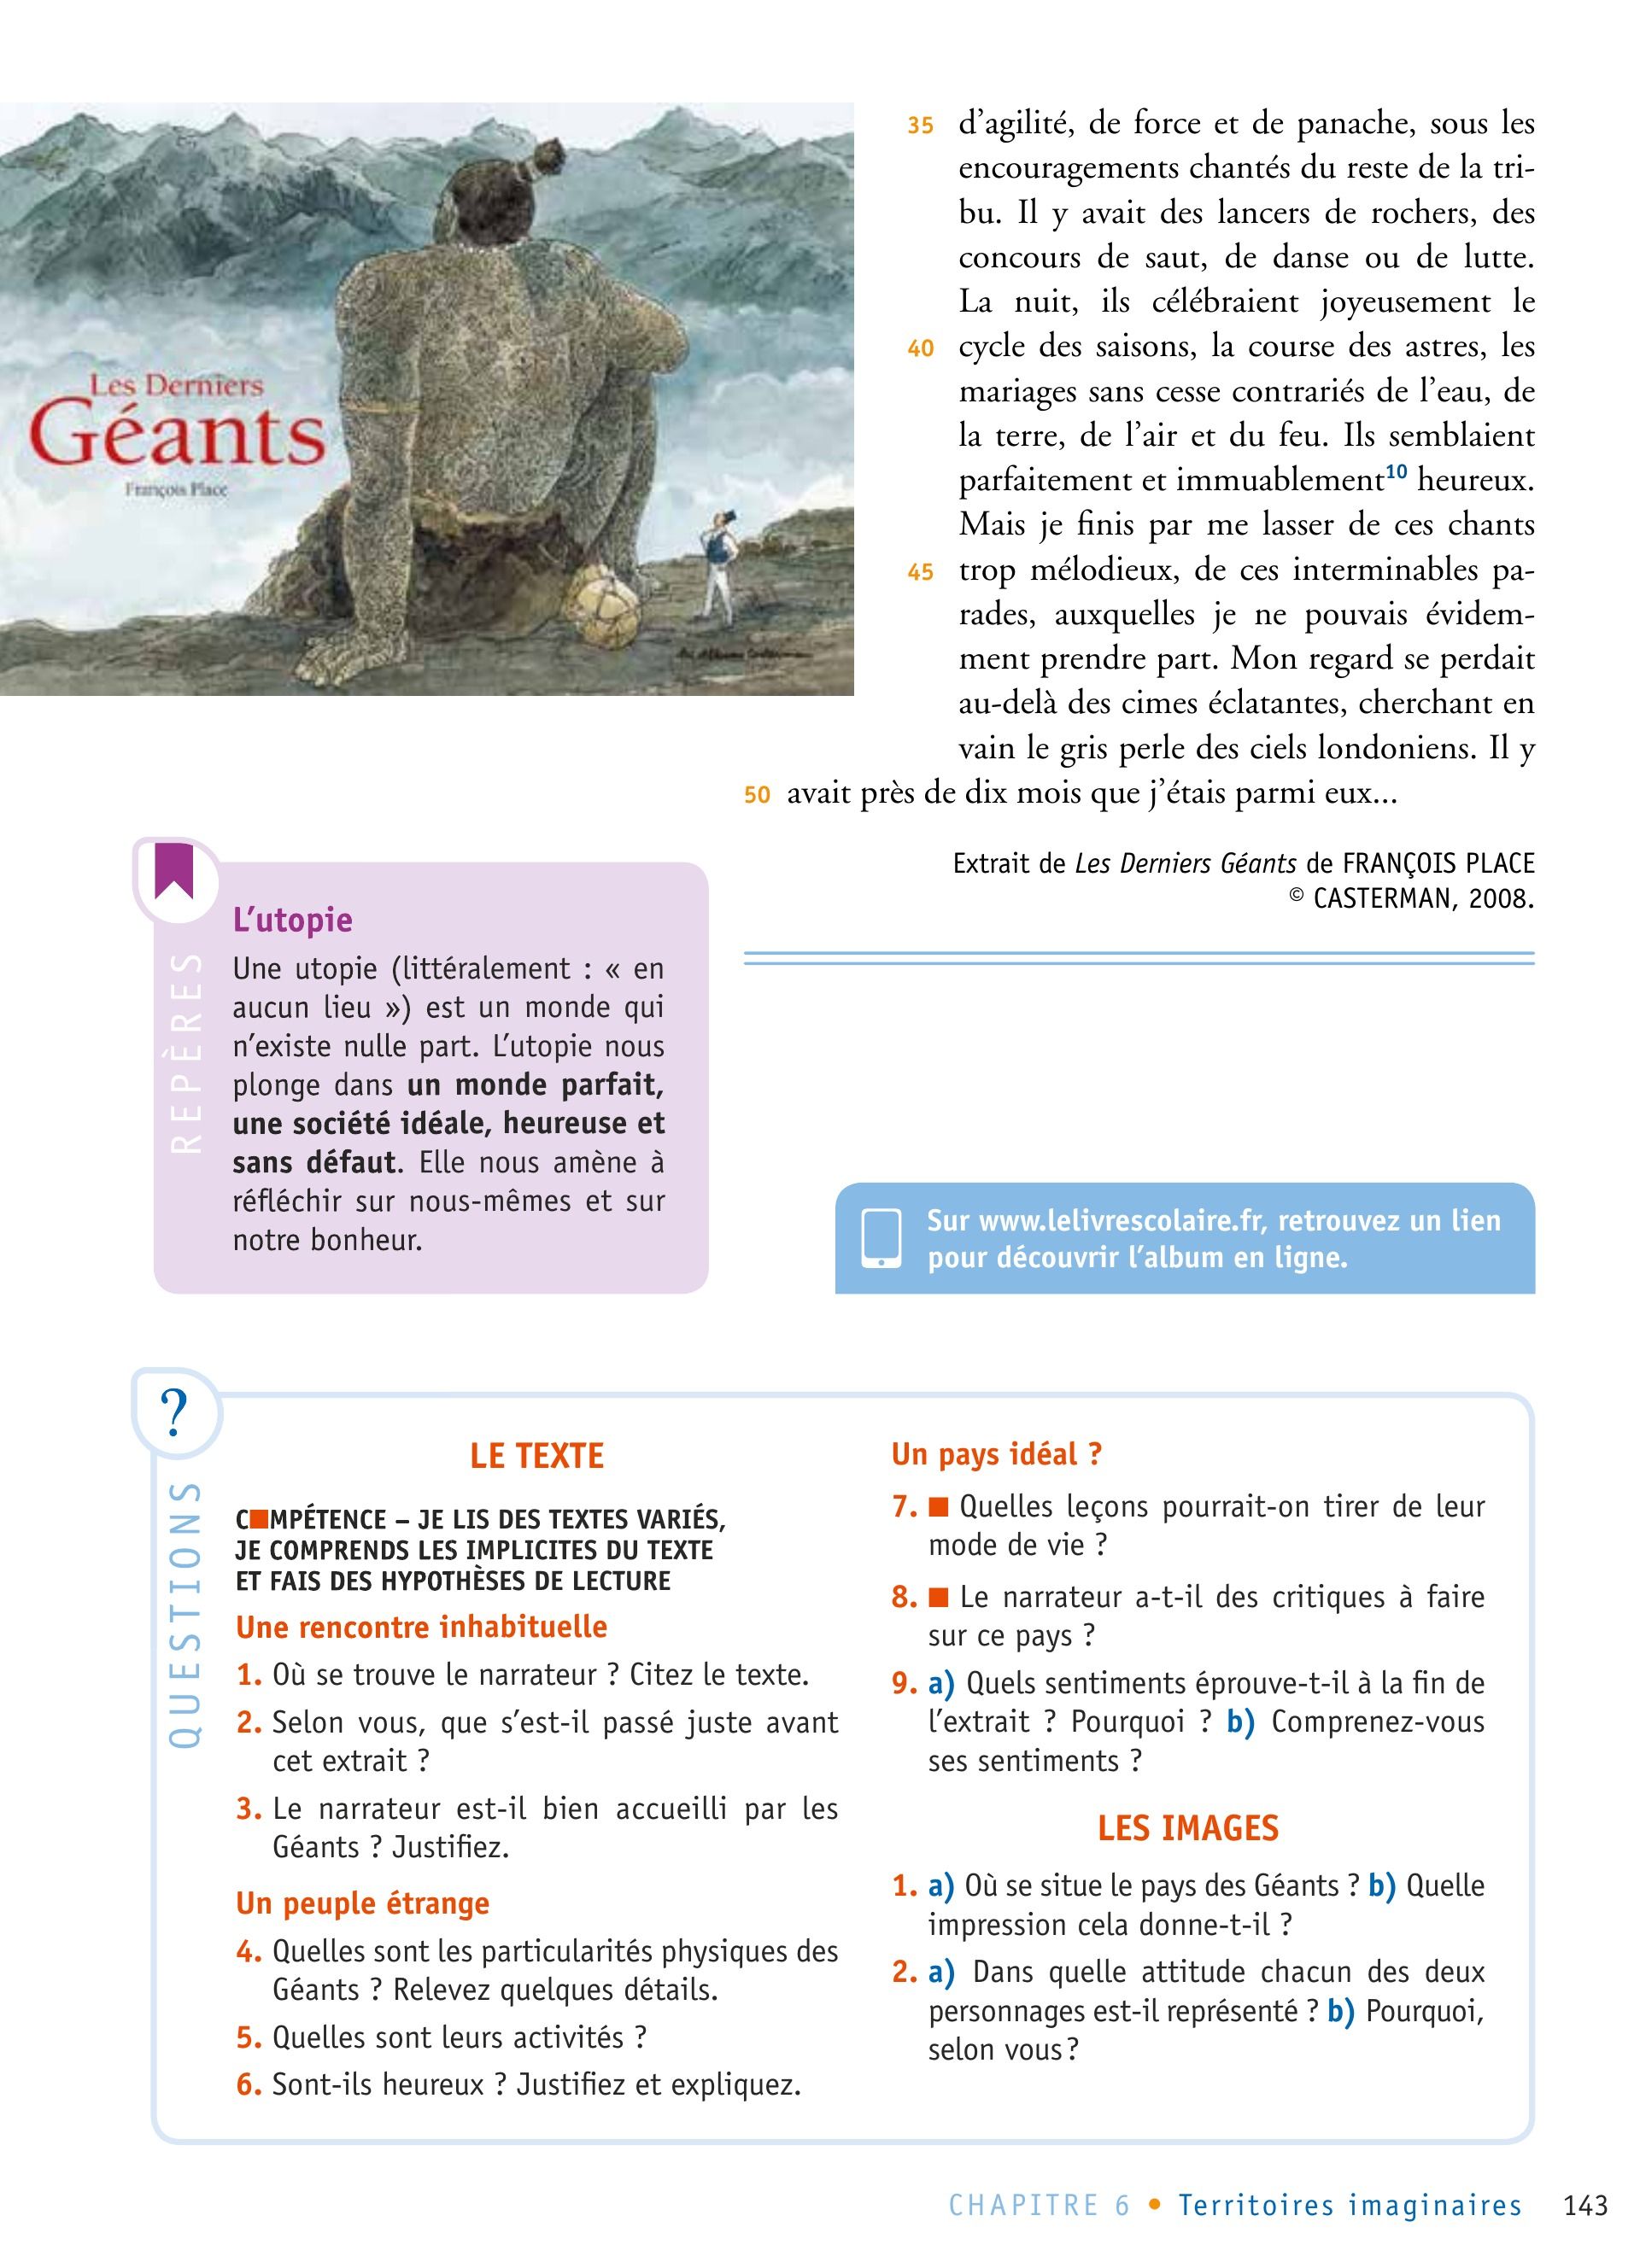 Les Derniers
Géants
François Place
35 d'agilité, de force et de panache, sous les
encouragements chantés du reste de la tri-
bu. Il y avait des lancers de rochers, des
concours de saut, de danse ou de lutte.
La nuit, ils célébraient joyeusement le
40 cycle des saisons, la course des astres, les
mariages sans cesse contrariés de l'eau, de
la terre, de l'air et du feu. Ils semblaient
parfaitement et immuablement10 heureux.
Mais je finis par me lasser de ces chants
45 trop mélodieux, de ces interminables pa-
rades, auxquelles je ne pouvais évidem-
ment prendre part. Mon regard se perdait
au-delà des cimes éclatantes, cherchant en
vain le gris perle des ciels londoniens. Il y
50 avait près de dix mois que j'étais parmi eux...
Extrait de Les Derniers Géants de FRANÇOIS PLACE
© CASTERMAN, 2008.
REPÈRES
L'utopie
Une utopie (littéralement : « en
aucun lieu ») est un monde qui
n'existe nulle part. L'utopie nous
plonge dans un monde parfait,
une société idéale, heureuse et
sans défaut. Elle nous amène à
réfléchir sur nous-mêmes et sur
notre bonheur.
Sur www.lelivrescolaire.fr, retrouvez un lien
pour découvrir l'album en ligne.
?
QUESTIONS
LE TEXTE
C■MPÉTENCE – JE LIS DES TEXTES VARIÉS,
JE COMPRENDS LES IMPLICITES DU TEXTE
ET FAIS DES HYPOTHÈSES DE LECTURE
Une rencontre inhabituelle
1. Où se trouve le narrateur ? Citez le texte.
2. Selon vous, que s'est-il passé juste avant
cet extrait ?
3. Le narrateur est-il bien accueilli par les
Géants ? Justifiez.
Un peuple étrange
4. Quelles sont les particularités physiques des
Géants ? Relevez quelques détails.
5. Quelles sont leurs activités ?
6. Sont-ils heureux ? Justifiez et expliquez.
Un pays idéal ?
7. ■ Quelles leçons pourrait-on tirer de leur
mode de vie ?
8. ■ Le narrateur a-t-il des critiques à faire
sur ce pays ?
9. a) Quels sentiments éprouve-t-il à la fin de
l'extrait ? Pourquoi ? b) Comprenez-vous
ses sentiments ?
LES IMAGES
1. a) Où se situe le pays des Géants ? b) Quelle
impression cela donne-t-il ?
2. a) Dans quelle attitude chacun des deux
personnages est-il représenté ? b) Pourquoi,
selon vous?
CHAPITRE 6 • Territoires imaginaires 143